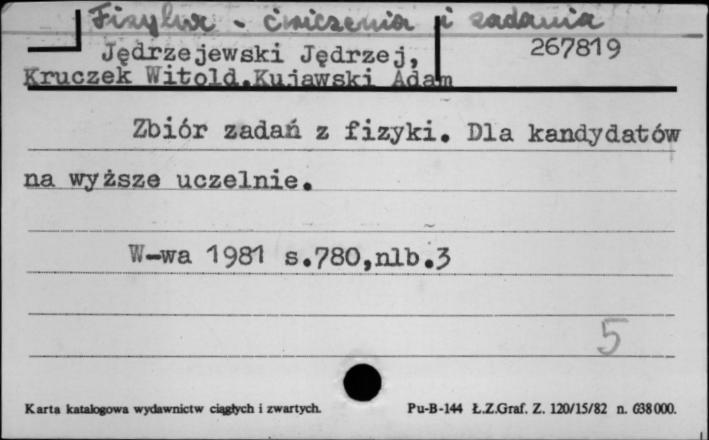 Fizyka - ćwiczenia i zadania
Jędrzejewski Jędrzej, 267819
Kruczek Witold.Kujawski Adam
Zbiór zadań z fizyki. Dla kandydatów
na wyższe uczelnie.
W-wa 1981 s.780,nlb.3
5
Karta katalogowa wydawnictw ciągłych i zwartych. Pu-B-144 Ł.Z.Graf. Z. 120/15/82 n. 038000.